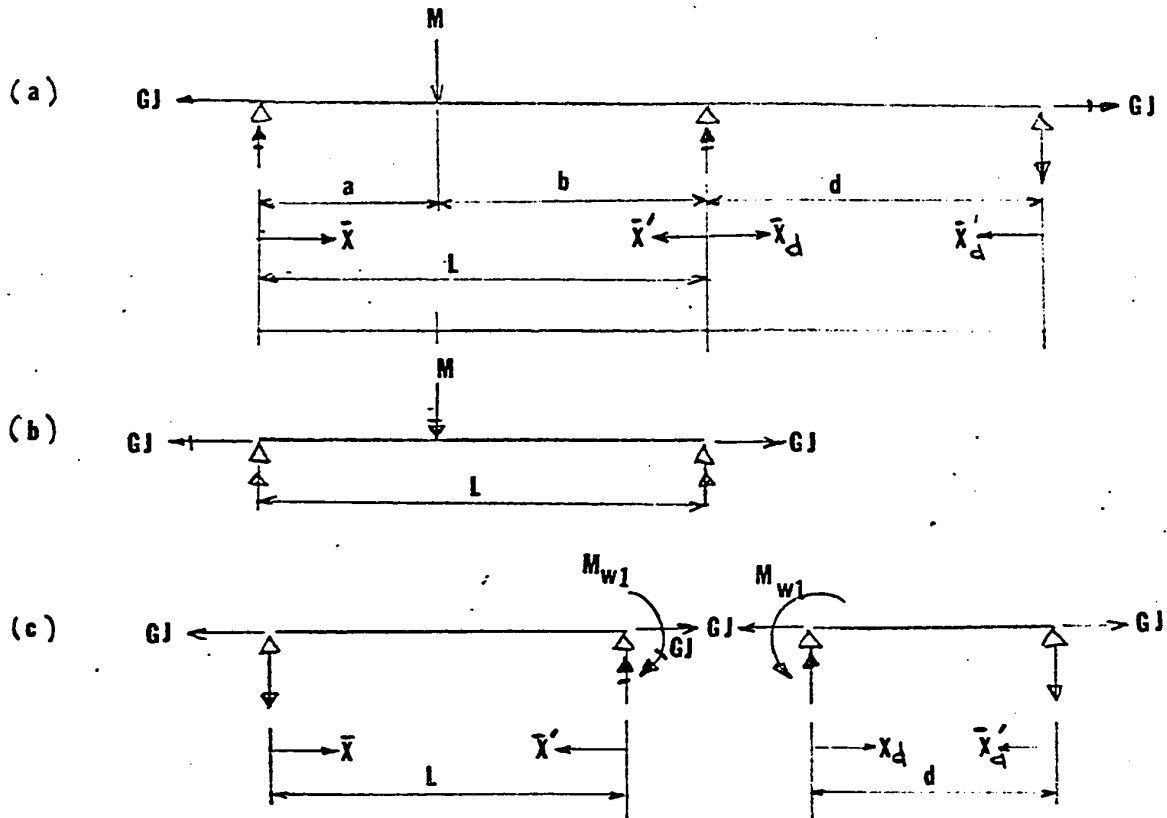 M
(a) GJ GJ
a b d
X̄ X̄′ X̄d X̄′d
L
M
(b) GJ GJ
L
Mw1 Mw1
(c) GJ GJ GJ GJ
X̄ X̄′ Xd X̄′d
L d